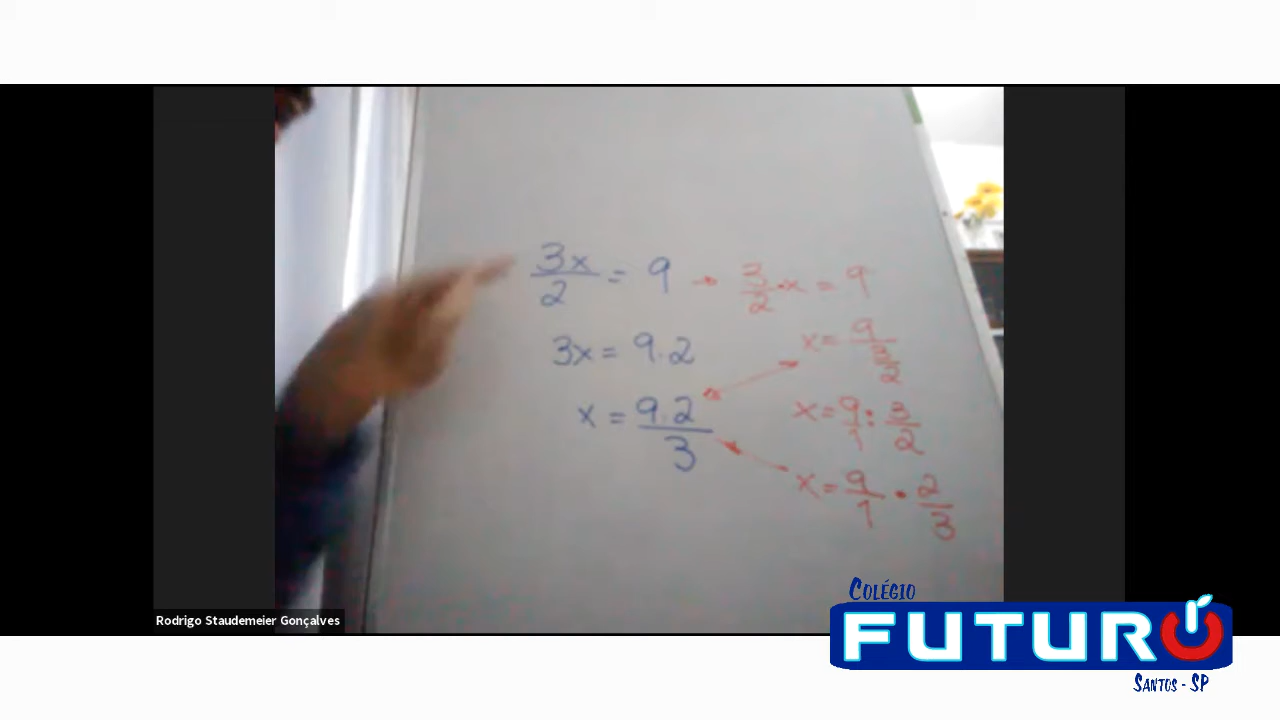 3x/2 = 9 → 3/2 · x = 9
3x = 9.2
x = 9/(3/2)
x = 9.2/3
x = 9/1 : 3/2
x = 9/1 · 2/3
Rodrigo Staudemeier Gonçalves
COLÉGIO
FUTURO
SANTOS - SP